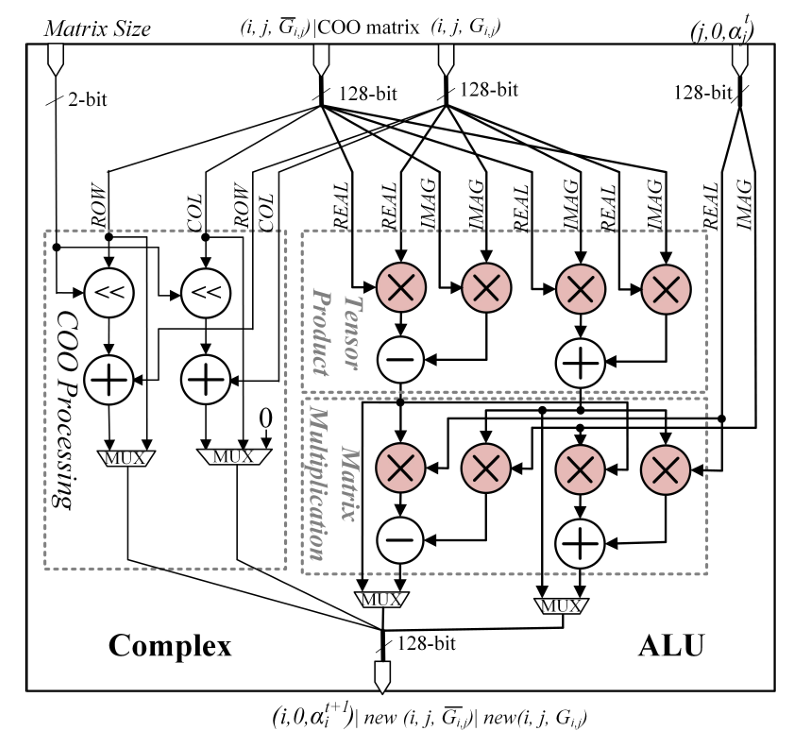 Matrix Size (i, j, G̅i,j)|COO matrix (i, j, Gi,j) (j,0,αj^t)
2-bit 128-bit 128-bit 128-bit
ROW COL ROW COL REAL REAL IMAG IMAG REAL IMAG REAL IMAG REAL IMAG
<< <<
Tensor
Product
COO Processing
0
MUX MUX
Matrix
Multiplication
MUX MUX
Complex 128-bit ALU
(i,0,αi^t+1)| new (i, j, G̅i,j)| new(i, j, Gi,j)